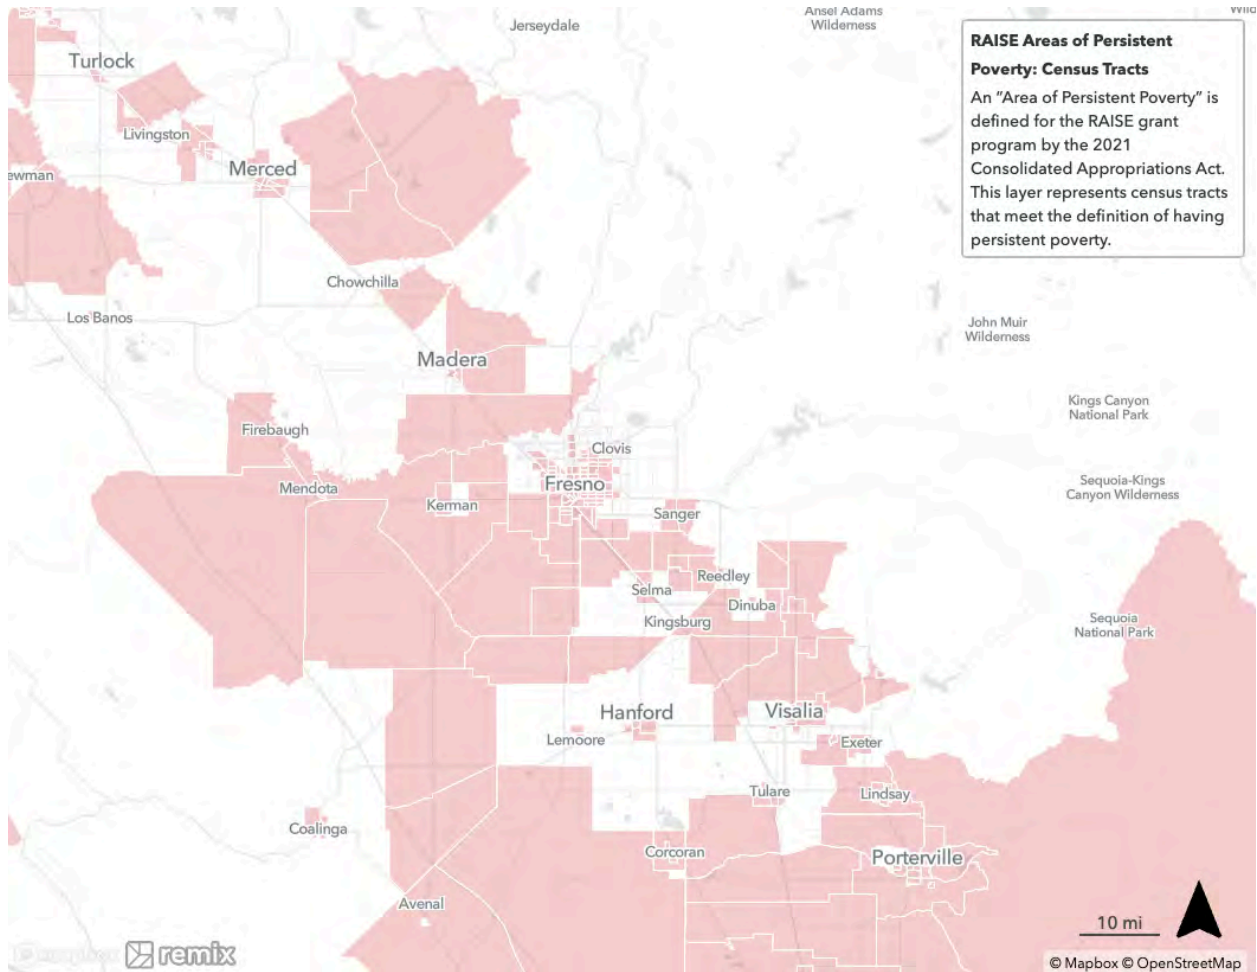 Jerseydale
Ansel Adams
Wilderness
RAISE Areas of Persistent
Poverty: Census Tracts
An "Area of Persistent Poverty" is
defined for the RAISE grant
program by the 2021
Consolidated Appropriations Act.
This layer represents census tracts
that meet the definition of having
persistent poverty.
Turlock
Livingston
Merced
ewman
Chowchilla
Los Banos
John Muir
Wilderness
Madera
Kings Canyon
National Park
Firebaugh
Clovis
Mendota
Fresno
Sequoia-Kings
Canyon Wilderness
Kerman
Sanger
Reedley
Selma
Dinuba
Kingsburg
Sequoia
National Park
Hanford
Visalia
Lemoore
Exeter
Tulare
Lindsay
Coalinga
Corcoran
Porterville
Avenal
10 mi
mapbox remix
© Mapbox © OpenStreetMap